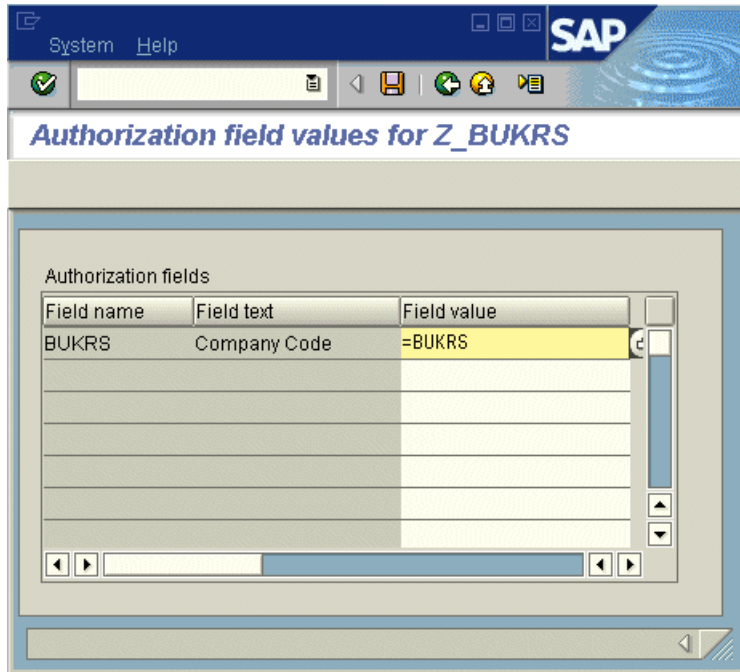 System Help
SAP
Authorization field values for Z_BUKRS
Authorization fields
Field name Field text Field value
BUKRS Company Code =BUKRS